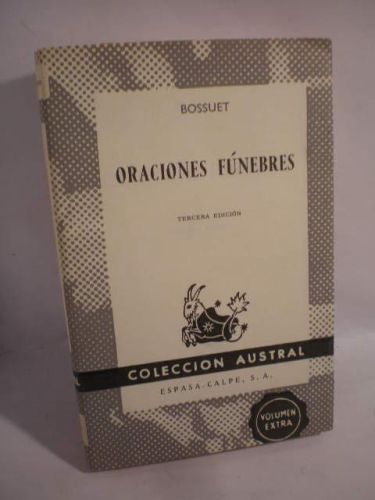 BOSSUET
ORACIONES FÚNEBRES
TERCERA EDICIÓN
COLECCION AUSTRAL
ESPASA-CALPE, S. A.
VOLUMEN
EXTRA